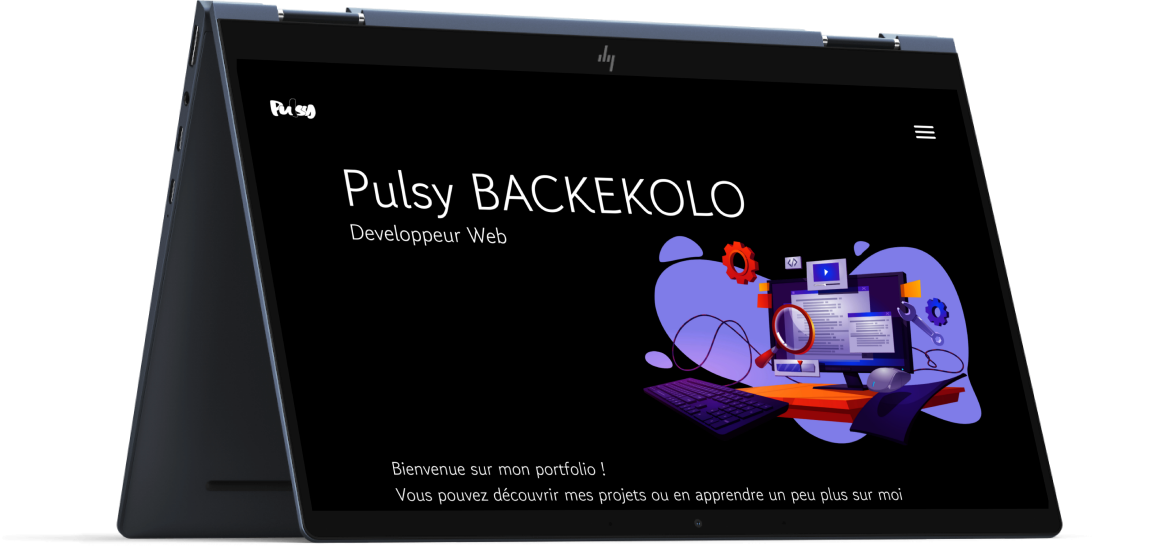 hp
Pulsy
Pulsy BACKEKOLO
Developpeur Web
</>
Bienvenue sur mon portfolio !
Vous pouvez découvrir mes projets ou en apprendre un peu plus sur moi